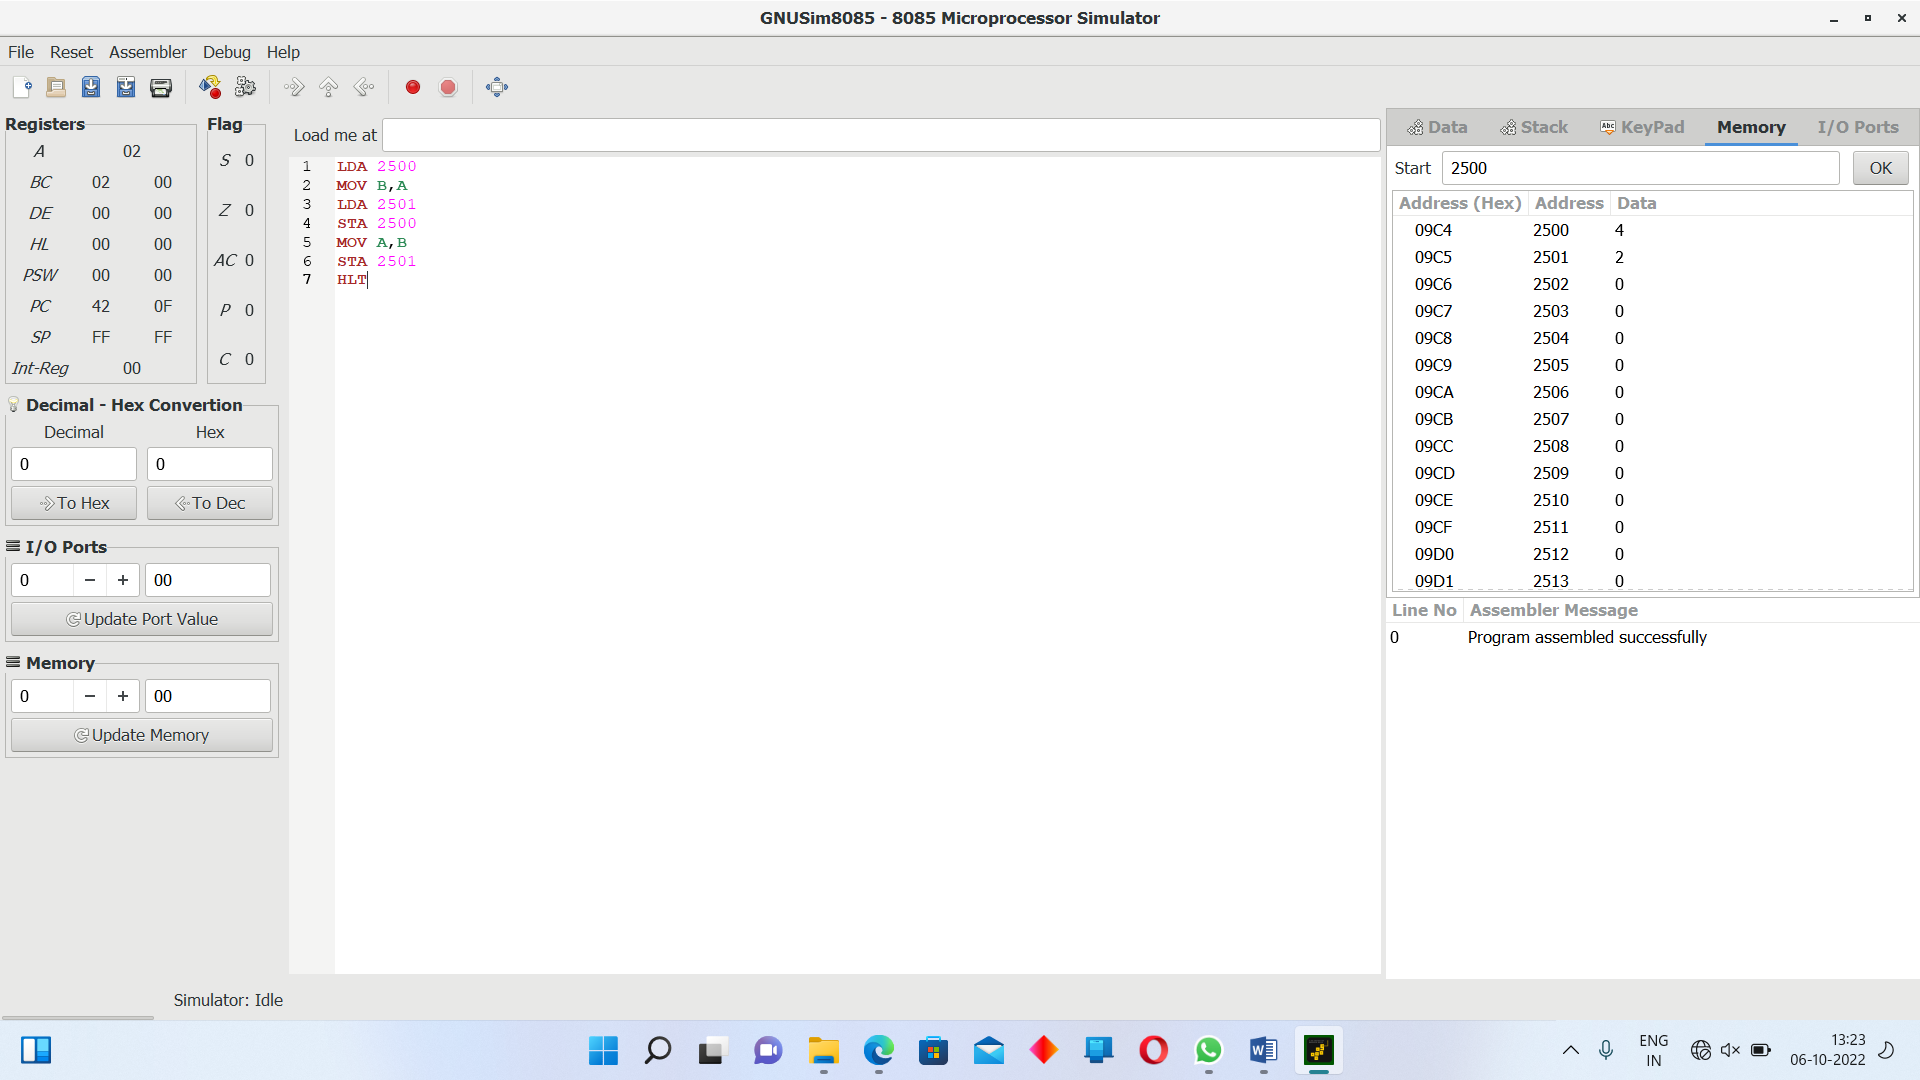 GNUSim8085 - 8085 Microprocessor Simulator
File Reset Assembler Debug Help
Registers
A 02
BC 02 00
DE 00 00
HL 00 00
PSW 00 00
PC 42 0F
SP FF FF
Int-Reg 00
Flag
S 0
Z 0
AC 0
P 0
C 0
Decimal - Hex Convertion
Decimal Hex
0 0
To Hex To Dec
I/O Ports
0 − + 00
Update Port Value
Memory
0 − + 00
Update Memory
Load me at
1 LDA 2500
2 MOV B,A
3 LDA 2501
4 STA 2500
5 MOV A,B
6 STA 2501
7 HLT
Data Stack Abc KeyPad Memory I/O Ports
Start 2500 OK
Address (Hex) Address Data
09C4 2500 4
09C5 2501 2
09C6 2502 0
09C7 2503 0
09C8 2504 0
09C9 2505 0
09CA 2506 0
09CB 2507 0
09CC 2508 0
09CD 2509 0
09CE 2510 0
09CF 2511 0
09D0 2512 0
09D1 2513 0
Line No Assembler Message
0 Program assembled successfully
Simulator: Idle
ENG
IN
13:23
06-10-2022